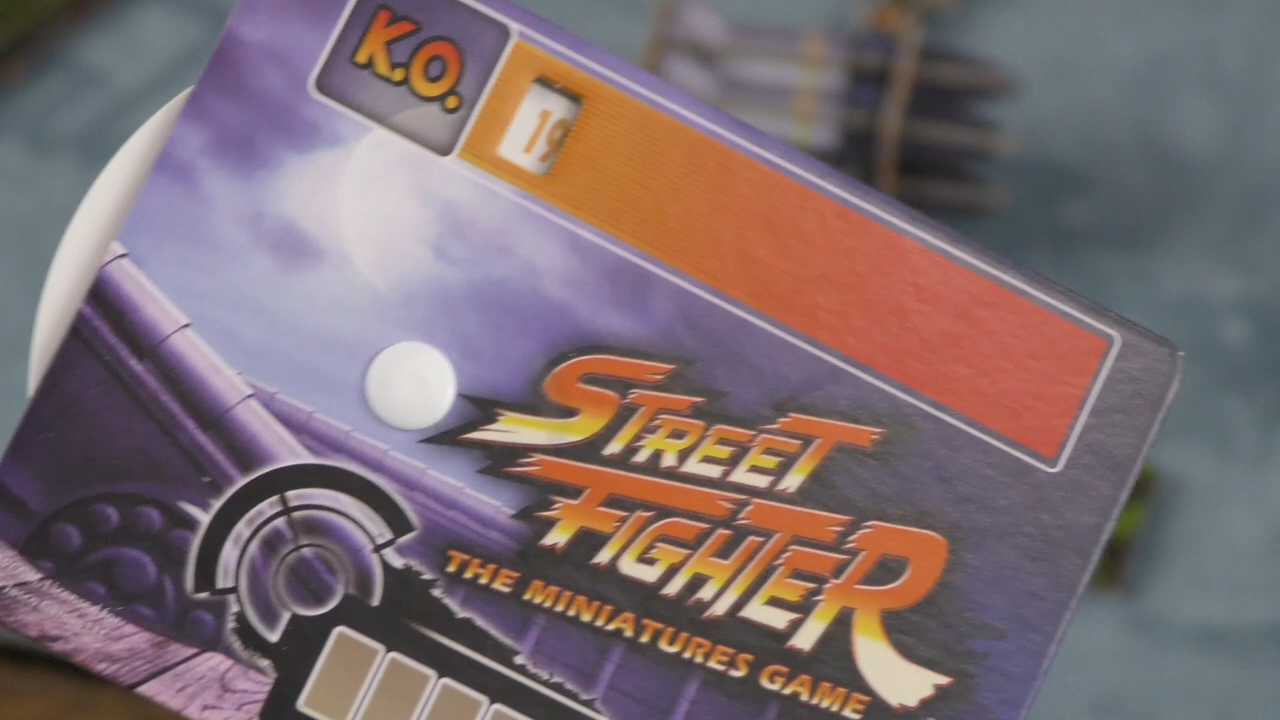 K.O.
19
STREET
FIGHTER
THE MINIATURES GAME